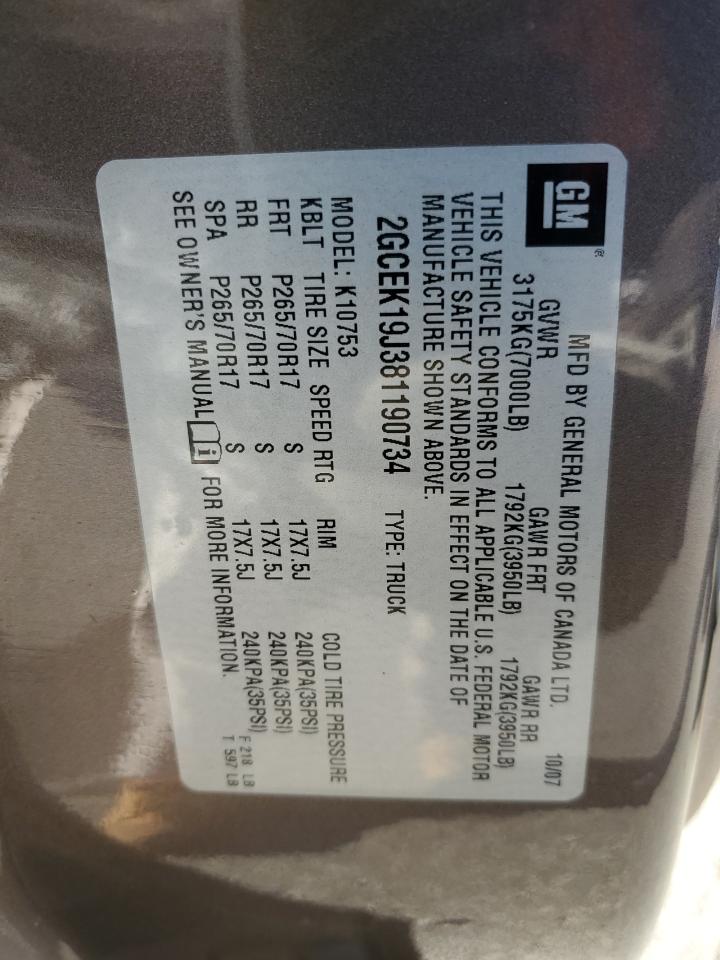 GM®
MFD BY GENERAL MOTORS OF CANADA LTD. 10/07
GVWR GAWR FRT GAWR RR
3175KG(7000LB) 1792KG(3950LB) 1792KG(3950LB)
THIS VEHICLE CONFORMS TO ALL APPLICABLE U.S. FEDERAL MOTOR
VEHICLE SAFETY STANDARDS IN EFFECT ON THE DATE OF
MANUFACTURE SHOWN ABOVE.
2GCEK19J381190734 TYPE: TRUCK
MODEL: K10753
KBLT TIRE SIZE SPEED RTG RIM COLD TIRE PRESSURE
FRT P265/70R17 S 17X7.5J 240KPA(35PSI)
RR P265/70R17 S 17X7.5J 240KPA(35PSI)
SPA P265/70R17 S 17X7.5J 240KPA(35PSI)
SEE OWNER'S MANUAL i FOR MORE INFORMATION.
F 218 LB
T 597 LB